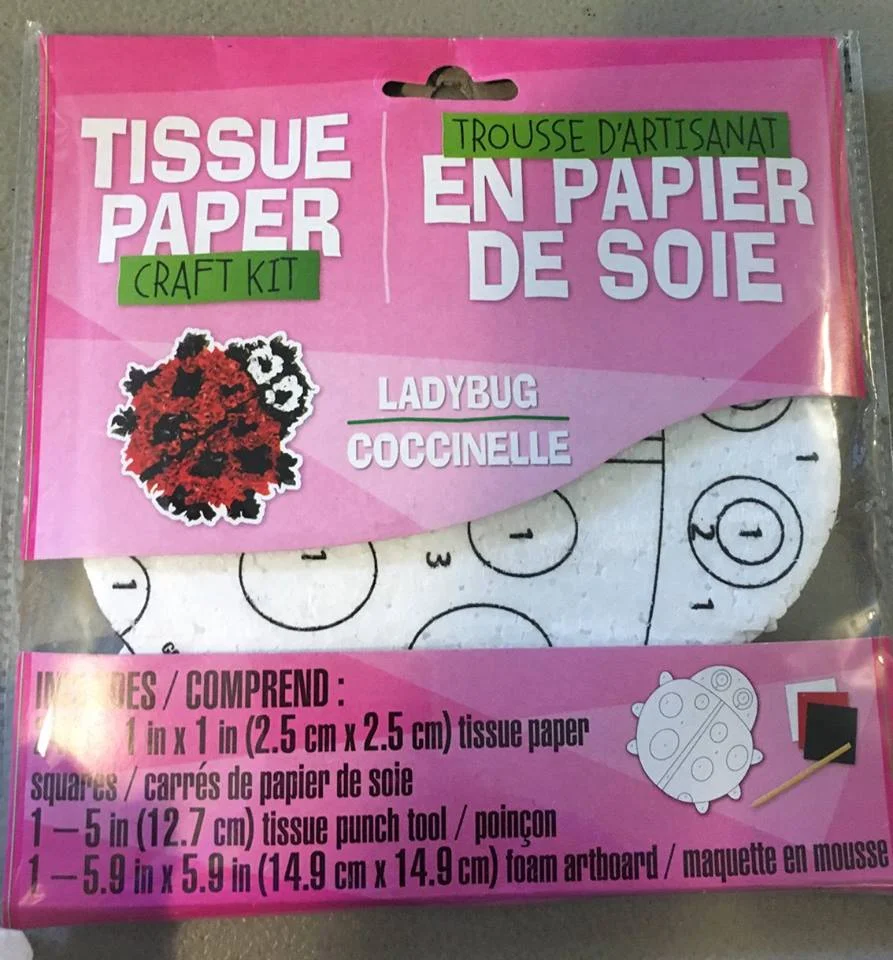 TISSUE
PAPER
CRAFT KIT
TROUSSE D'ARTISANAT
EN PAPIER
DE SOIE
LADYBUG
COCCINELLE
1
1
2
1
1
1
3
1
1
INCLUDES / COMPREND :
1 in x 1 in (2.5 cm x 2.5 cm) tissue paper
squares / carrés de papier de soie
1 – 5 in (12.7 cm) tissue punch tool / poinçon
1 – 5.9 in x 5.9 in (14.9 cm x 14.9 cm) foam artboard / maquette en mousse